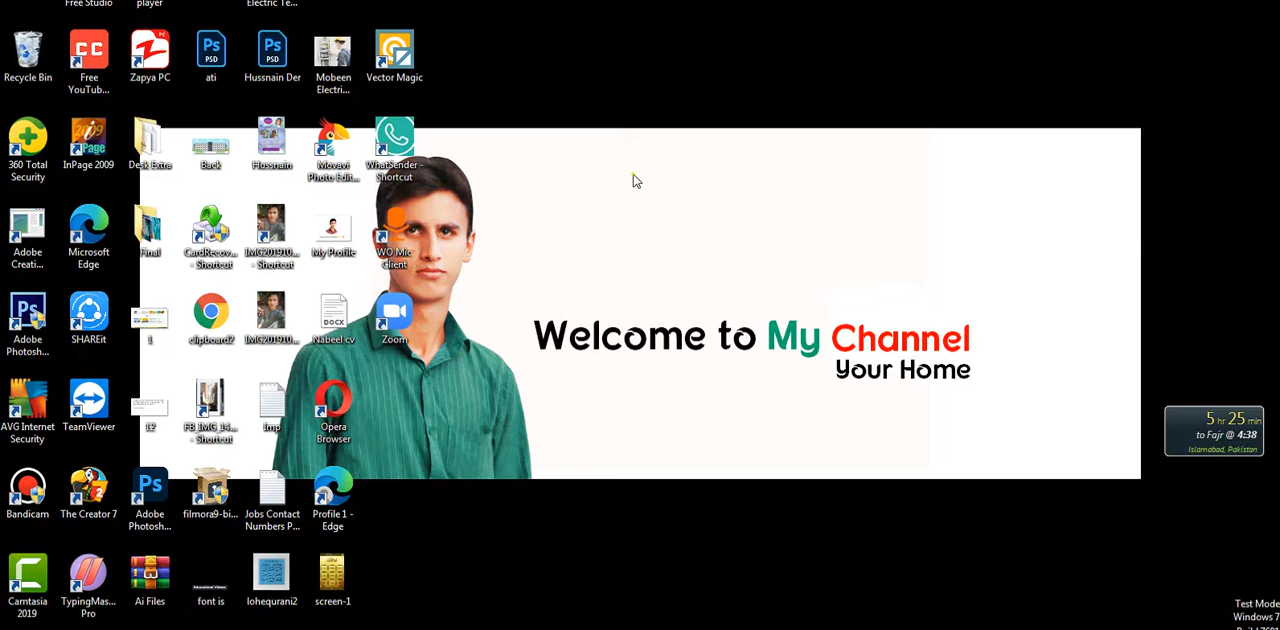 Free Studio
player
Electric Te...
Recycle Bin
Free
YouTub...
Zapya PC
ati
Hussnain Der
Mobeen
Electri...
Vector Magic
360 Total
Security
InPage 2009
Desk Extra
Back
Hussnain
Movavi
Photo Edit...
WhatSender -
Shortcut
Adobe
Creati...
Microsoft
Edge
Final
CardRecov...
- Shortcut
IMG201910...
- Shortcut
My Profile
WO Mic
Client
Adobe
Photosh...
SHAREit
1
clipboard2
IMG201910...
Nabeel cv
Zoom
AVG Internet
Security
TeamViewer
12
FB_IMG_14...
- Shortcut
Imp
Opera
Browser
Bandicam
The Creator 7
Adobe
Photosh...
filmora9-bi...
Jobs Contact
Numbers P...
Profile 1 -
Edge
Camtasia
2019
TypingMas...
Pro
Ai Files
font is
lohequrani2
screen-1
Welcome to My Channel
Your Home
5 hr 25 min
to Fajr @ 4:38
Islamabad, Pakistan
Test Mode
Windows 7